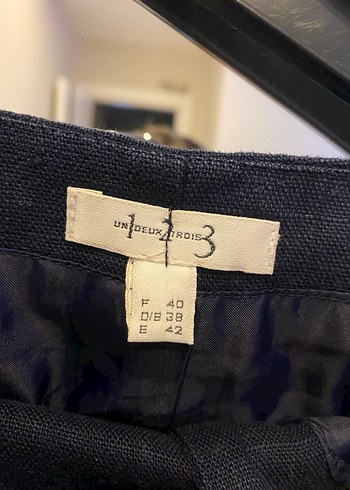 UN 1 DEUX 2 TROIS 3
F 40
D/B 38
E 42